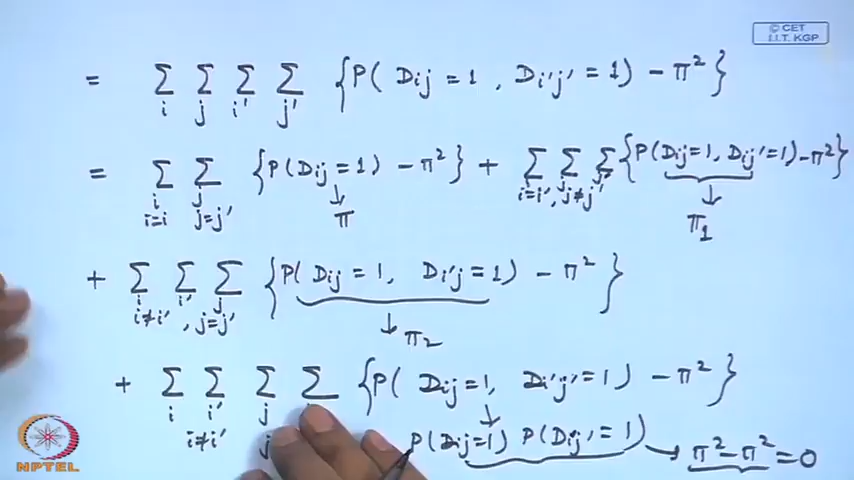 © CET
I.I.T. KGP
= Σ Σ Σ Σ { P( Dij = 1 , Di'j' = 1) − π² }
i j i' j'
= Σ Σ { P(Dij = 1) − π² } + Σ Σ Σ { P(Dij = 1, Dij' = 1) − π² }
i j i=i', j≠j'
i=i j=j' ↓ π ↓ π₁
+ Σ Σ Σ { P( Dij = 1, Di'j = 1) − π² }
i i' j
i≠i' , j=j' ↓ π₂
+ Σ Σ Σ Σ { P( Dij = 1, Di'j' = 1) − π² }
i i' j
i≠i' j P(Dij = 1) P(Di'j' = 1) → π² − π² = 0
NPTEL